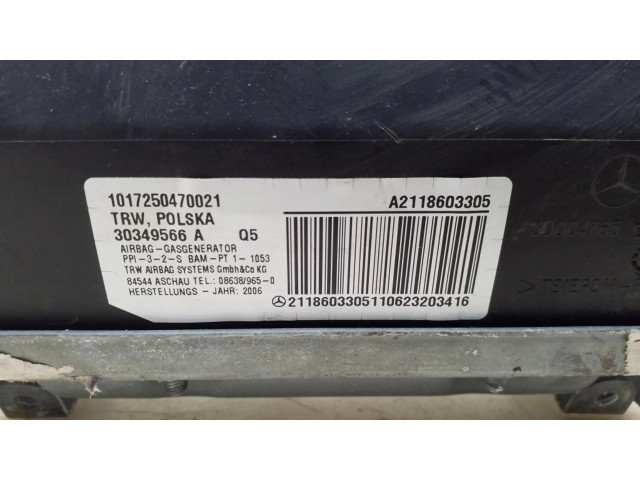 1017250470021
TRW, POLSKA
30349566 A Q5
AIRBAG-GASGENERATOR
PPI-3-2-S BAM-PT 1- 1053
TRW AIRBAG SYSTEMS GmbH&Co KG
84544 ASCHAU TEL.: 08638/965-0
HERSTELLUNGS - JAHR: 2006
A2118603305
2118603305110623203416